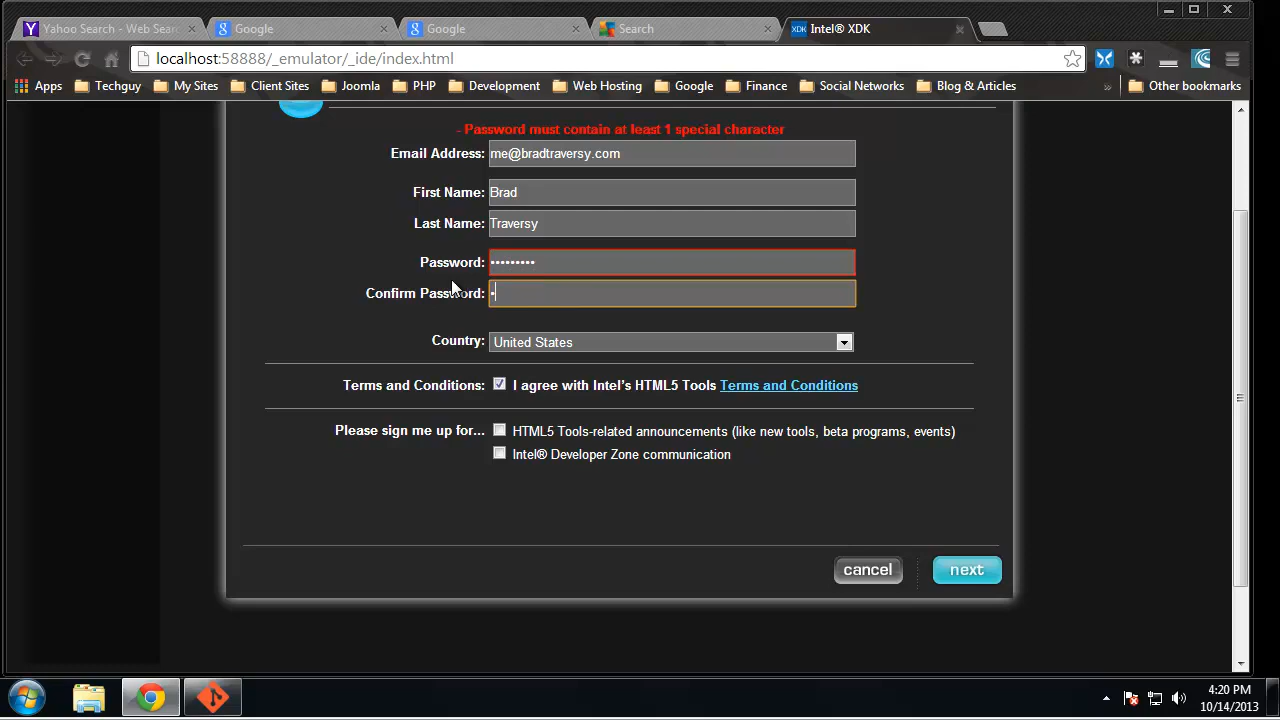 Yahoo Search - Web Sear
Google
Google
Search
XDK Intel® XDK
localhost:58888/_emulator/_ide/index.html
Apps Techguy My Sites Client Sites Joomla PHP Development Web Hosting Google Finance Social Networks Blog & Articles » Other bookmarks
- Password must contain at least 1 special character
Email Address: me@bradtraversy.com
First Name: Brad
Last Name: Traversy
Password: •••••••••
Confirm Password: •
Country: United States
Terms and Conditions: I agree with Intel's HTML5 Tools Terms and Conditions
Please sign me up for... HTML5 Tools-related announcements (like new tools, beta programs, events)
Intel® Developer Zone communication
cancel next
4:20 PM
10/14/2013